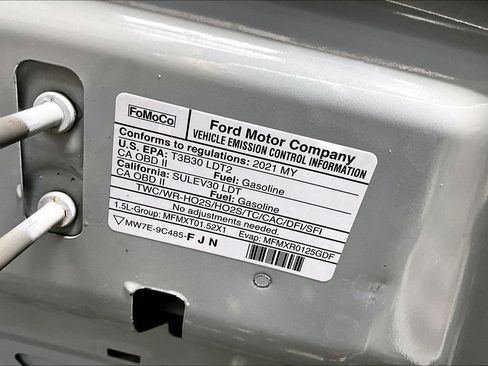 FoMoCo
Ford Motor Company
VEHICLE EMISSION CONTROL INFORMATION
Conforms to regulations: 2021 MY
U.S. EPA: T3B30 LDT2
CA OBD II Fuel: Gasoline
California: SULEV30 LDT
CA OBD II Fuel: Gasoline
TWC/WR-HO2S/HO2S/TC/CAC/DFI/SFI
No adjustments needed.
1.5L-Group: MFMXT01.52X1 Evap: MFMXR0125GDF
▽MW7E-9C485-FJN